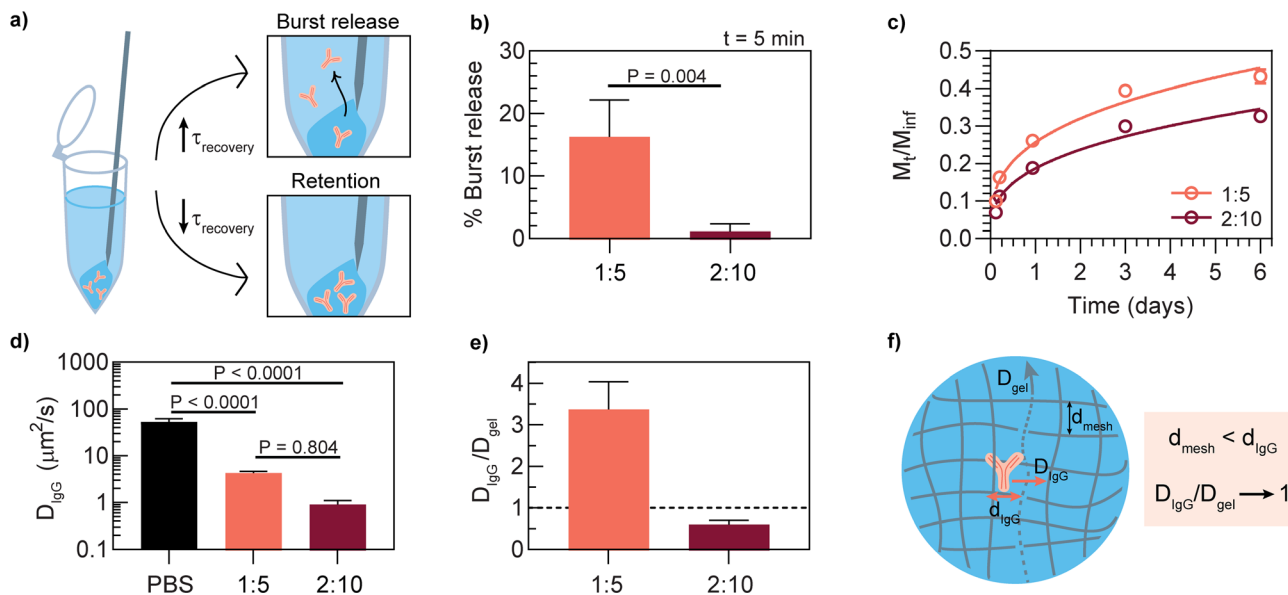 a)
Burst release
↑ τrecovery
Retention
↓ τrecovery
b)
t = 5 min
% Burst release
30
20
10
0
P = 0.004
1:5
2:10
c)
Mt/Minf
0.5
0.4
0.3
0.2
0.1
0.0
0
1
3
6
1:5
2:10
Time (days)
d)
DIgG (μm²/s)
1000
100
10
1
0.1
P < 0.0001
P < 0.0001
P = 0.804
PBS
1:5
2:10
e)
DIgG/Dgel
4
3
2
1
0
1:5
2:10
f)
Dgel
dmesh
DIgG
dIgG
dmesh < dIgG
DIgG/Dgel → 1